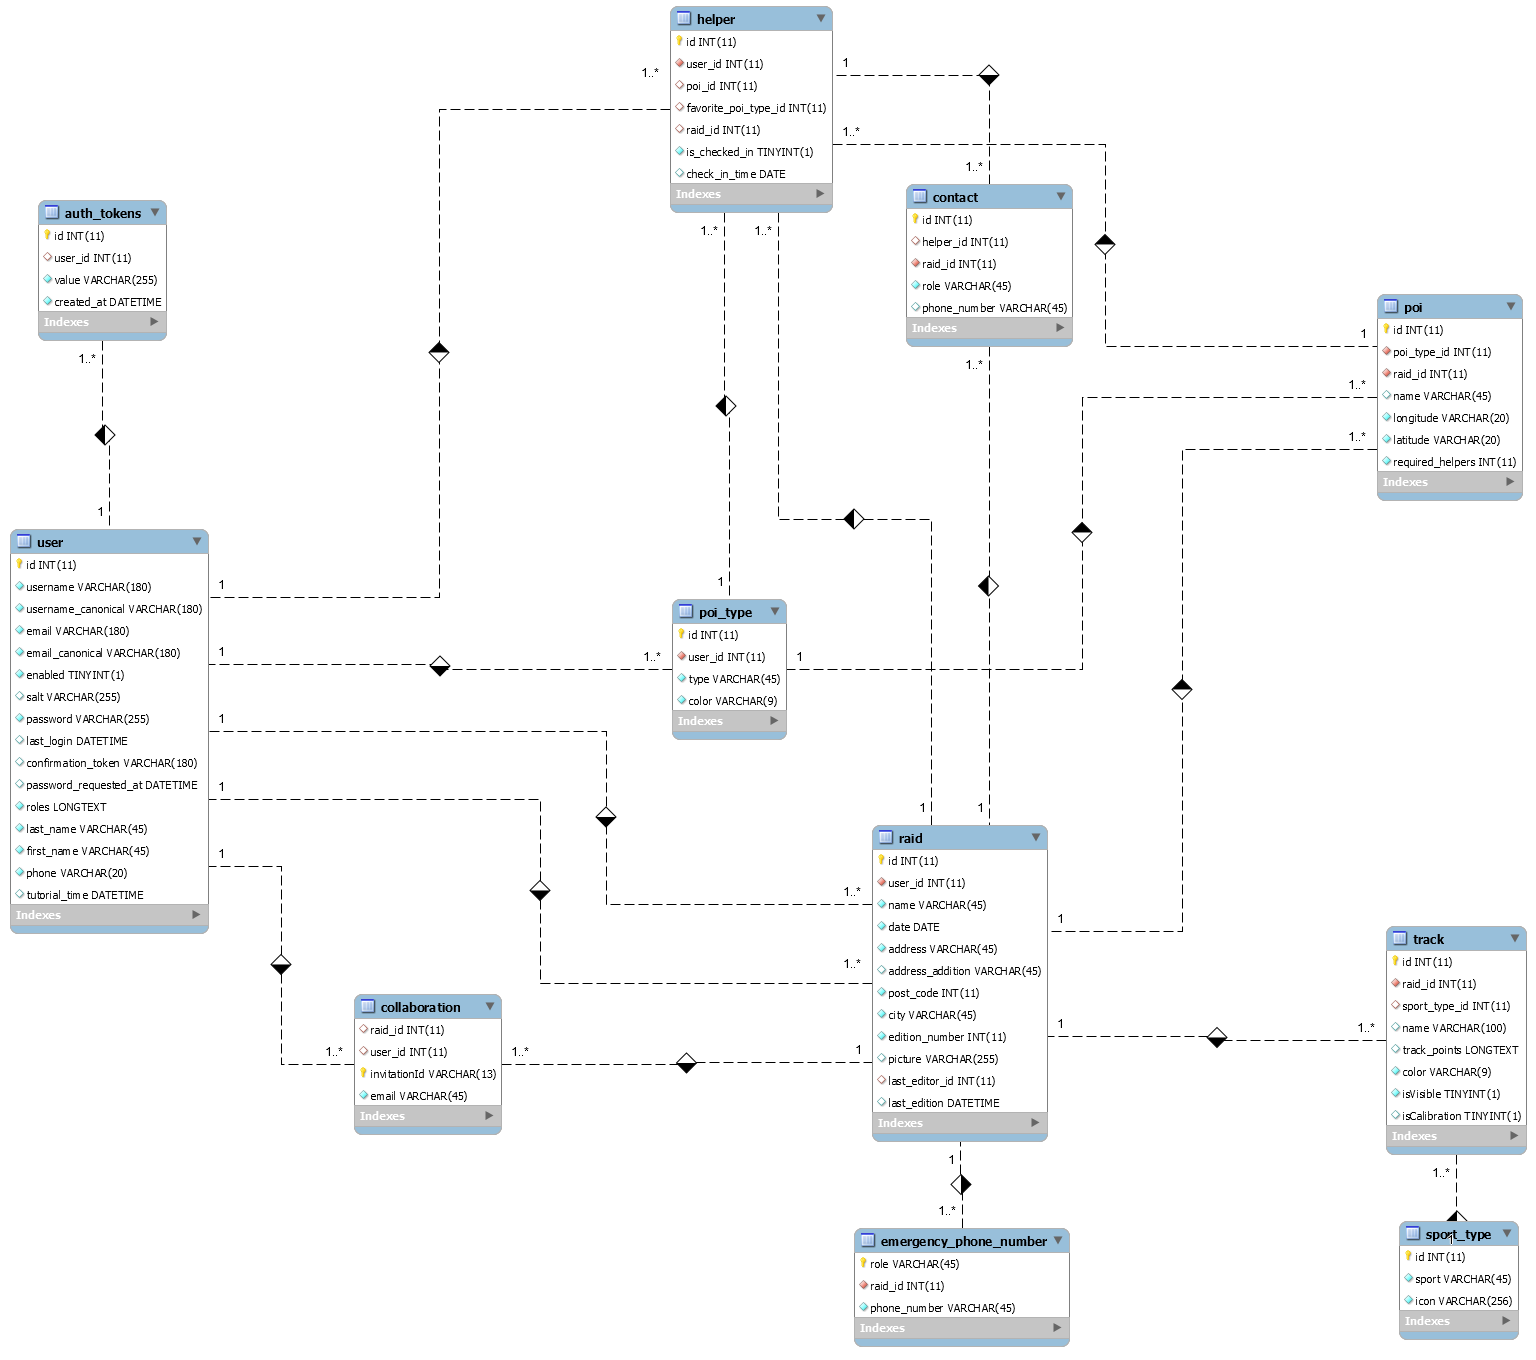 helper
id INT(11)
user_id INT(11)
poi_id INT(11)
favorite_poi_type_id INT(11)
raid_id INT(11)
is_checked_in TINYINT(1)
check_in_time DATE
Indexes
1..*
1
1..*
1..*
1..*
1..*
contact
id INT(11)
helper_id INT(11)
raid_id INT(11)
role VARCHAR(45)
phone_number VARCHAR(45)
Indexes
1..*
auth_tokens
id INT(11)
user_id INT(11)
value VARCHAR(255)
created_at DATETIME
Indexes
1..*
1
poi
id INT(11)
poi_type_id INT(11)
raid_id INT(11)
name VARCHAR(45)
longitude VARCHAR(20)
latitude VARCHAR(20)
required_helpers INT(11)
Indexes
1
1..*
1..*
user
id INT(11)
username VARCHAR(180)
username_canonical VARCHAR(180)
email VARCHAR(180)
email_canonical VARCHAR(180)
enabled TINYINT(1)
salt VARCHAR(255)
password VARCHAR(255)
last_login DATETIME
confirmation_token VARCHAR(180)
password_requested_at DATETIME
roles LONGTEXT
last_name VARCHAR(45)
first_name VARCHAR(45)
phone VARCHAR(20)
tutorial_time DATETIME
Indexes
1
1
1
1
1
1
poi_type
id INT(11)
user_id INT(11)
type VARCHAR(45)
color VARCHAR(9)
Indexes
1..*
1
1
1
raid
id INT(11)
user_id INT(11)
name VARCHAR(45)
date DATE
address VARCHAR(45)
address_addition VARCHAR(45)
post_code INT(11)
city VARCHAR(45)
edition_number INT(11)
picture VARCHAR(255)
last_editor_id INT(11)
last_edition DATETIME
Indexes
1..*
1..*
1
1
1
1
collaboration
raid_id INT(11)
user_id INT(11)
invitationId VARCHAR(13)
email VARCHAR(45)
Indexes
1..*
1..*
track
id INT(11)
raid_id INT(11)
sport_type_id INT(11)
name VARCHAR(100)
track_points LONGTEXT
color VARCHAR(9)
isVisible TINYINT(1)
isCalibration TINYINT(1)
Indexes
1..*
1..*
1..*
emergency_phone_number
role VARCHAR(45)
raid_id INT(11)
phone_number VARCHAR(45)
Indexes
sport_type
1
id INT(11)
sport VARCHAR(45)
icon VARCHAR(256)
Indexes